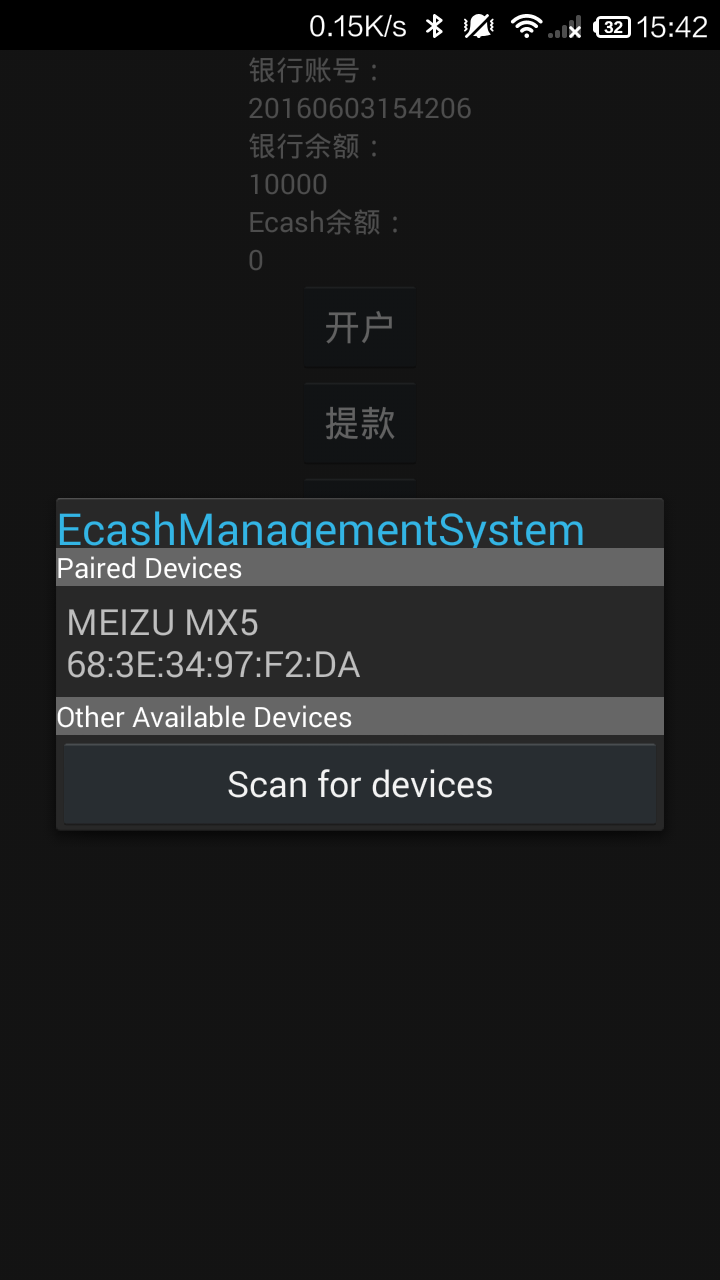 0.15K/s 32 15:42
银行账号：
20160603154206
银行余额：
10000
Ecash余额：
0
开户
提款
EcashManagementSystem
Paired Devices
MEIZU MX5
68:3E:34:97:F2:DA
Other Available Devices
Scan for devices